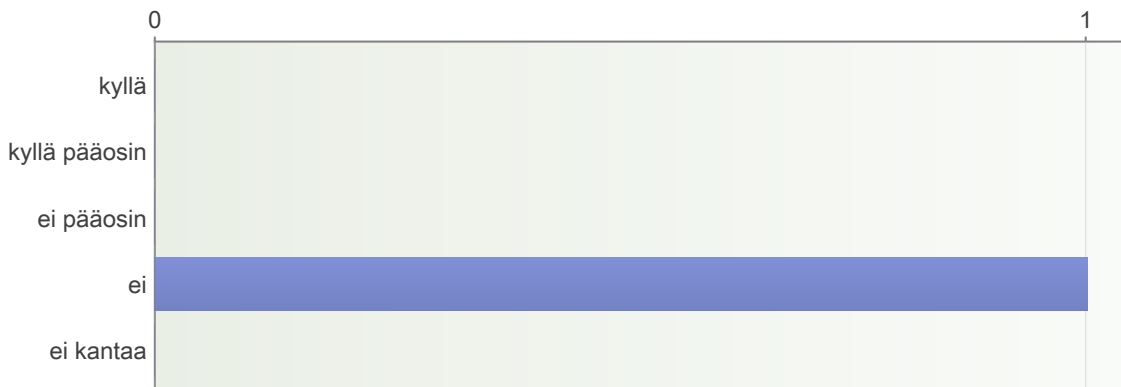 0 1
kyllä
kyllä pääosin
ei pääosin
ei
ei kantaa